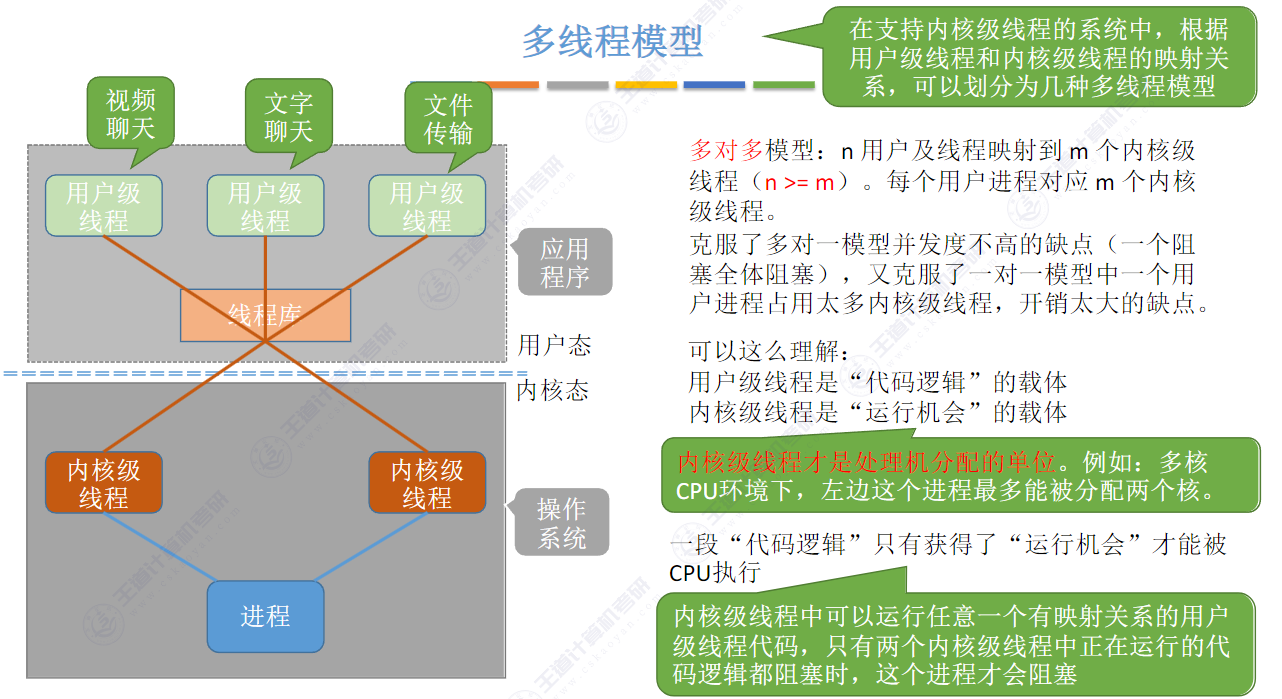 多线程模型
在支持内核级线程的系统中，根据
用户级线程和内核级线程的映射关
系，可以划分为几种多线程模型
视频
聊天
文字
聊天
文件
传输
用户级
线程
用户级
线程
用户级
线程
线程库
应用
程序
用户态
内核态
内核级
线程
内核级
线程
操作
系统
进程
多对多模型：n 用户及线程映射到 m 个内核级
线程（n >= m）。每个用户进程对应 m 个内核
级线程。
克服了多对一模型并发度不高的缺点（一个阻
塞全体阻塞），又克服了一对一模型中一个用
户进程占用太多内核级线程，开销太大的缺点。
可以这么理解：
用户级线程是“代码逻辑”的载体
内核级线程是“运行机会”的载体
内核级线程才是处理机分配的单位。例如：多核
CPU环境下，左边这个进程最多能被分配两个核。
一段“代码逻辑”只有获得了“运行机会”才能被
CPU执行
内核级线程中可以运行任意一个有映射关系的用户
级线程代码，只有两个内核级线程中正在运行的代
码逻辑都阻塞时，这个进程才会阻塞
王道计算机考研